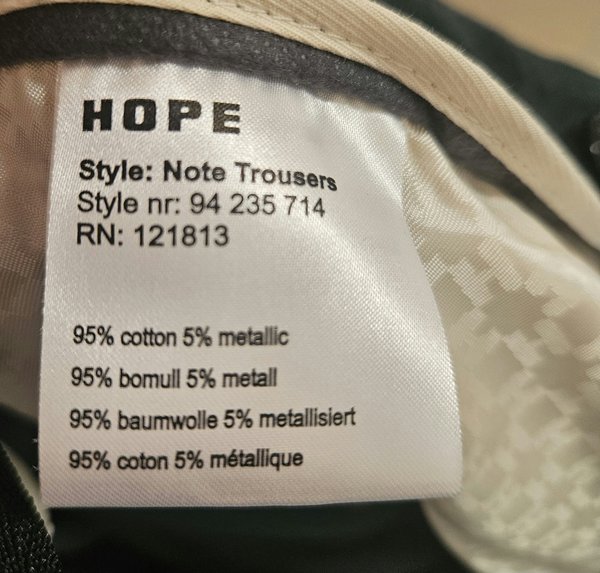 HOPE
Style: Note Trousers
Style nr: 94 235 714
RN: 121813
95% cotton 5% metallic
95% bomull 5% metall
95% baumwolle 5% metallisiert
95% coton 5% métallique